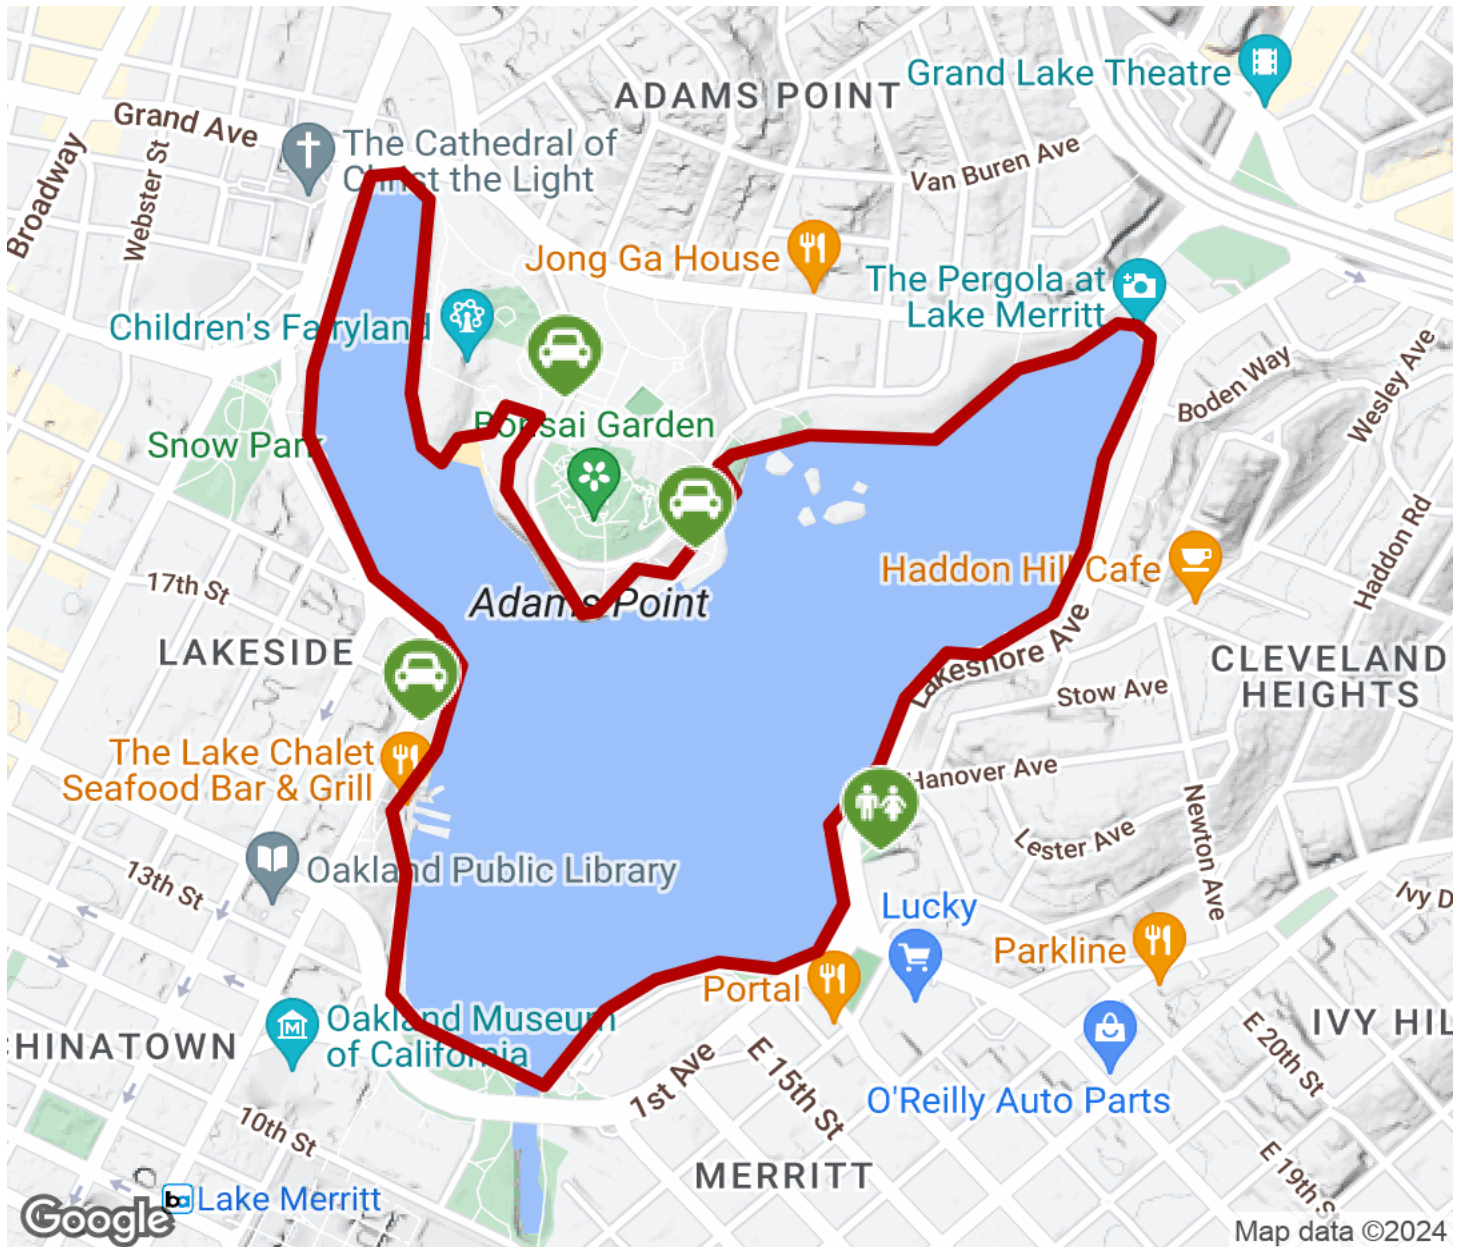 ADAMS POINT
Grand Lake Theatre
Grand Ave
The Cathedral of
Christ the Light
Broadway
Webster St
Van Buren Ave
Jong Ga House
The Pergola at
Lake Merritt
Children's Fairyland
Boden Way
Wesley Ave
Bonsai Garden
Snow Park
Haddon Rd
17th St
Haddon Hill Cafe
Adams Point
LAKESIDE
Lakeshore Ave
CLEVELAND
HEIGHTS
Stow Ave
The Lake Chalet
Seafood Bar & Grill
Hanover Ave
Newton Ave
Lester Ave
13th St
Oakland Public Library
Ivy D
Lucky
Parkline
Portal
Oakland Museum
of California
HINATOWN
IVY HIL
E 20th St
1st Ave
E 15th St
O'Reilly Auto Parts
10th St
MERRITT
E 19th S
ba Lake Merritt
Google
Map data ©2024